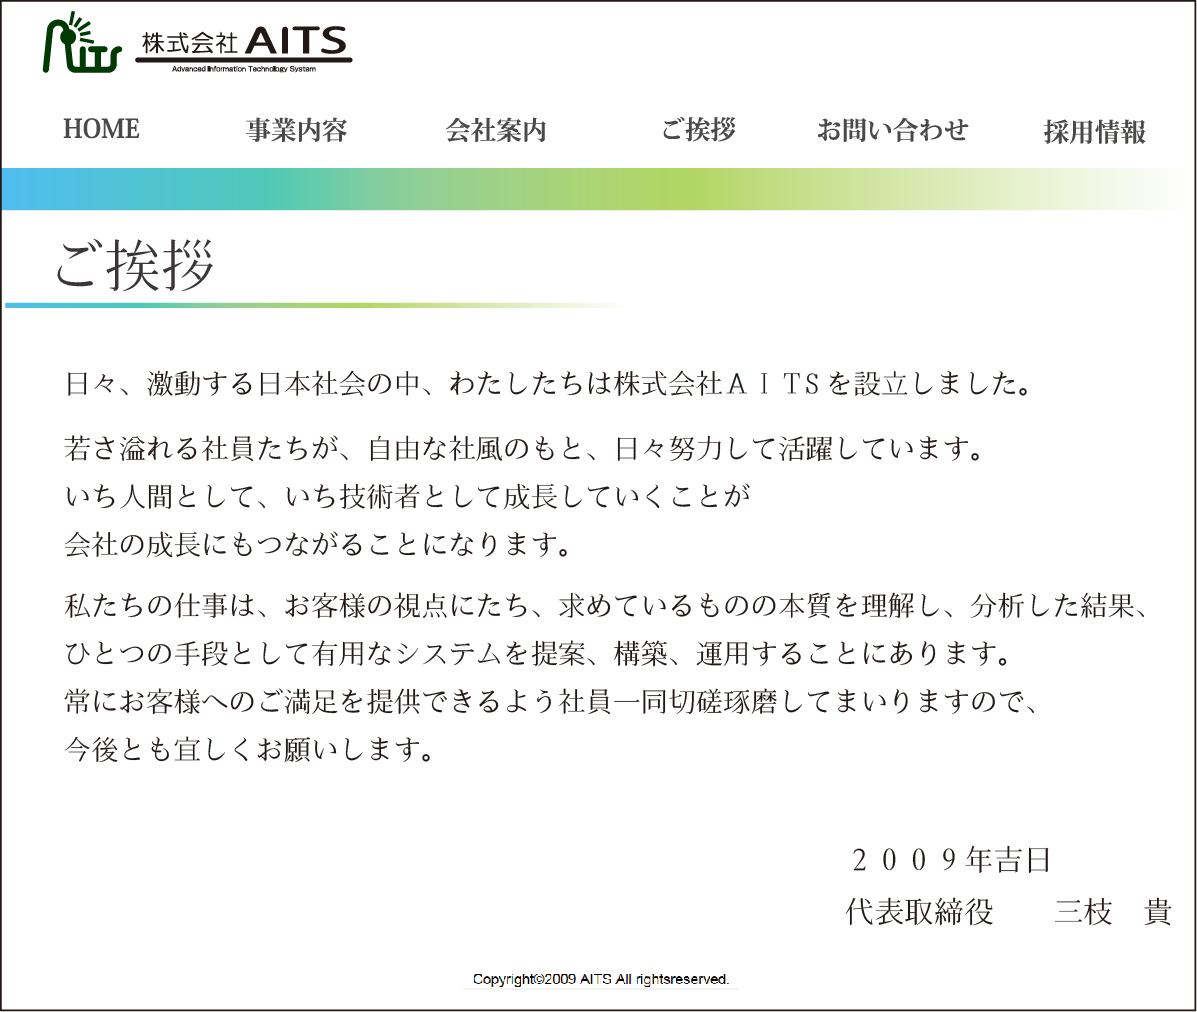 AITS 株式会社 AITS
Advanced Information Technology System
HOME 事業内容 会社案内 ご挨拶 お問い合わせ 採用情報
ご挨拶
日々、激動する日本社会の中、わたしたちは株式会社ＡＩＴＳを設立しました。
若さ溢れる社員たちが、自由な社風のもと、日々努力して活躍しています。
いち人間として、いち技術者として成長していくことが
会社の成長にもつながることになります。
私たちの仕事は、お客様の視点にたち、求めているものの本質を理解し、分析した結果、
ひとつの手段として有用なシステムを提案、構築、運用することにあります。
常にお客様へのご満足を提供できるよう社員一同切磋琢磨してまいりますので、
今後とも宜しくお願いします。
２００９年吉日
代表取締役　　三枝　貴
Copyright©2009 AITS All rightsreserved.